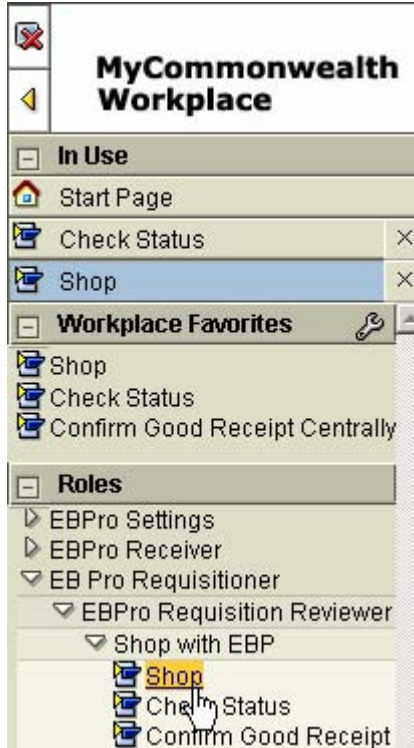 MyCommonwealth
Workplace
In Use
Start Page
Check Status
Shop
Workplace Favorites
Shop
Check Status
Confirm Good Receipt Centrally
Roles
EBPro Settings
EBPro Receiver
EB Pro Requisitioner
EBPro Requisition Reviewer
Shop with EBP
Shop
Check Status
Confirm Good Receipt